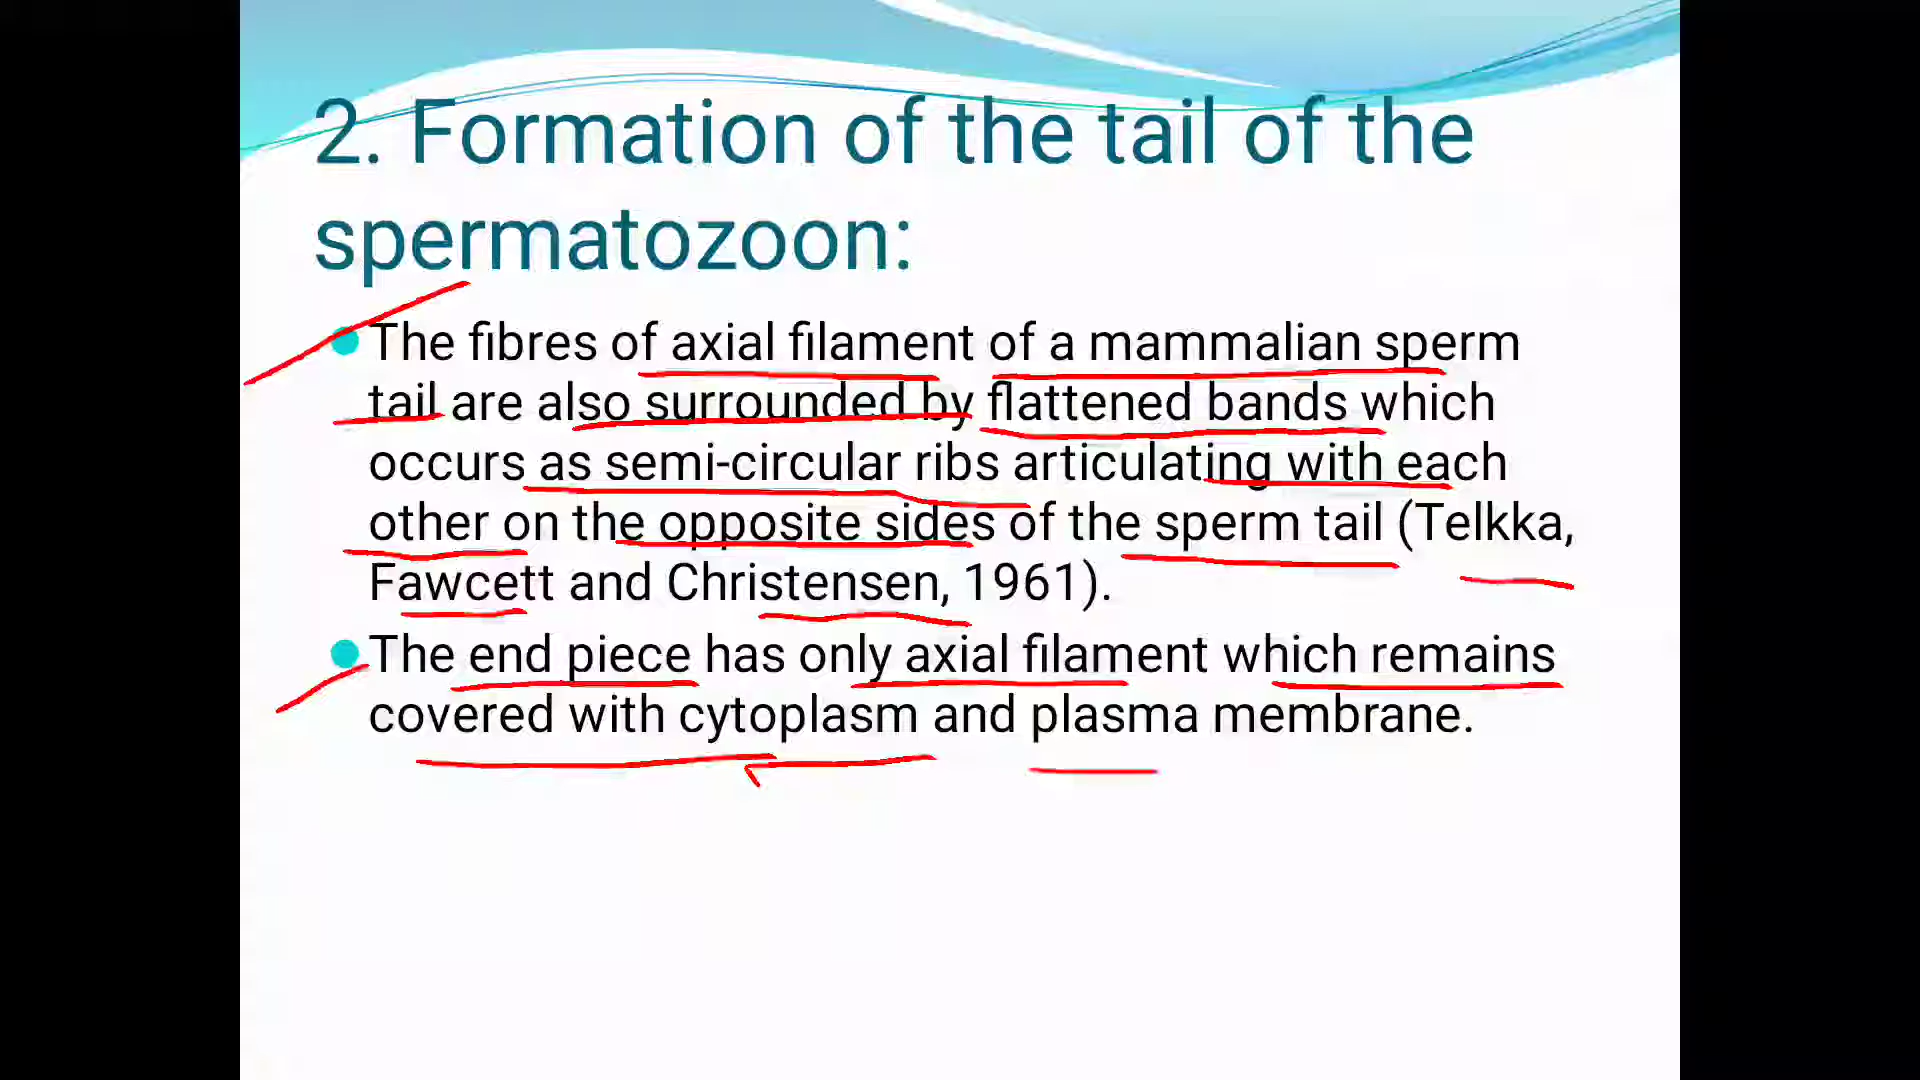 2. Formation of the tail of the
spermatozoon:
The fibres of axial filament of a mammalian sperm
tail are also surrounded by flattened bands which
occurs as semi-circular ribs articulating with each
other on the opposite sides of the sperm tail (Telkka,
Fawcett and Christensen, 1961).
The end piece has only axial filament which remains
covered with cytoplasm and plasma membrane.